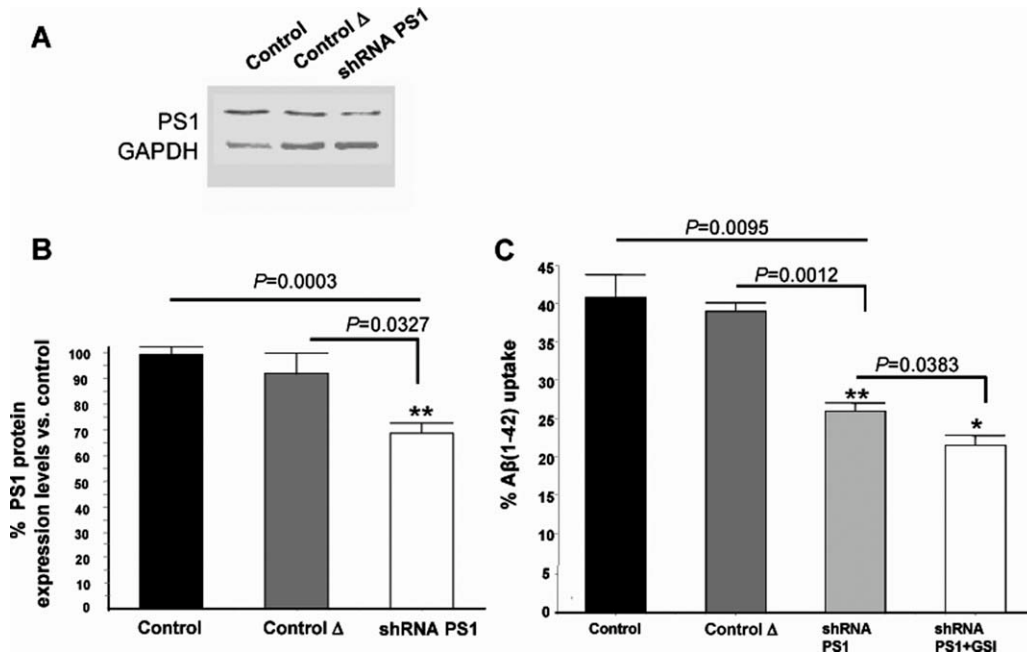 A
Control
Control Δ
shRNA PS1
PS1
GAPDH
B
P=0.0003
P=0.0327
% PS1 protein
expression levels vs. control
100
90
80
70
60
50
40
30
20
10
0
**
Control
Control Δ
shRNA PS1
C
P=0.0095
P=0.0012
P=0.0383
% Aβ(1-42) uptake
45
40
35
30
25
20
15
10
5
0
**
*
Control
Control Δ
shRNA
PS1
shRNA
PS1+GSI